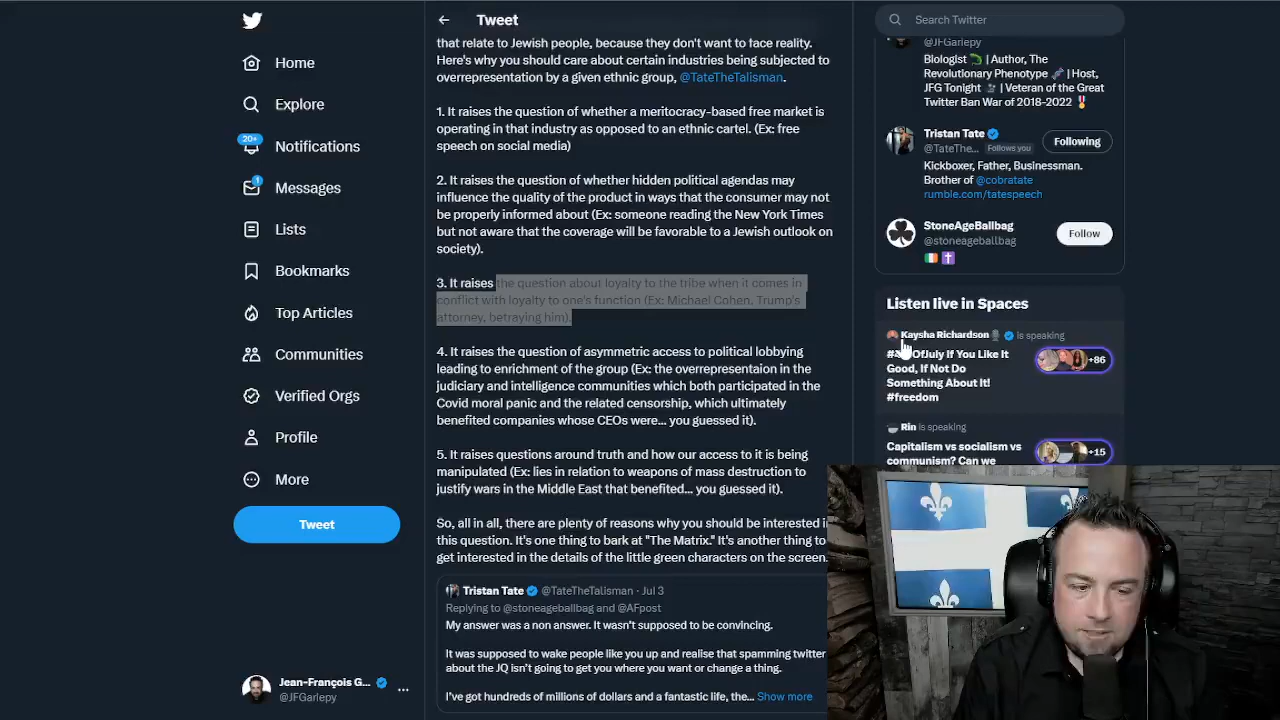 Home
Explore
20+
Notifications
1
Messages
Lists
Bookmarks
Top Articles
Communities
Verified Orgs
Profile
More
Tweet
Jean-François G...
@JFGariepy
Tweet
that relate to Jewish people, because they don't want to face reality.
Here's why you should care about certain industries being subjected to
overrepresentation by a given ethnic group, @TateTheTalisman.
1. It raises the question of whether a meritocracy-based free market is
operating in that industry as opposed to an ethnic cartel. (Ex: free
speech on social media)
2. It raises the question of whether hidden political agendas may
influence the quality of the product in ways that the consumer may not
be properly informed about (Ex: someone reading the New York Times
but not aware that the coverage will be favorable to a Jewish outlook on
society).
3. It raises the question about loyalty to the tribe when it comes in
conflict with loyalty to one's function (Ex: Michael Cohen, Trump's
attorney, betraying him).
4. It raises the question of asymmetric access to political lobbying
leading to enrichment of the group (Ex: the overrepresentaion in the
judiciary and intelligence communities which both participated in the
Covid moral panic and the related censorship, which ultimately
benefited companies whose CEOs were... you guessed it).
5. It raises questions around truth and how our access to it is being
manipulated (Ex: lies in relation to weapons of mass destruction to
justify wars in the Middle East that benefited... you guessed it).
So, all in all, there are plenty of reasons why you should be interested i
this question. It's one thing to bark at "The Matrix." It's another thing to
get interested in the details of the little green characters on the screen.
Tristan Tate @TateTheTalisman · Jul 3
Replying to @stoneageballbag and @AFpost
My answer was a non answer. It wasn't supposed to be convincing.
It was supposed to wake people like you up and realise that spamming twitter
about the JQ isn't going to get you where you want or change a thing.
I've got hundreds of millions of dollars and a fantastic life, the... Show more
Search Twitter
@JFGariepy
Biologist | Author, The
Revolutionary Phenotype | Host,
JFG Tonight | Veteran of the Great
Twitter Ban War of 2018-2022
Tristan Tate
@TateThe... Follows you
Following
Kickboxer, Father, Businessman.
Brother of @cobratate
rumble.com/tatespeech
StoneAgeBallbag
@stoneageballbag
Follow
Listen live in Spaces
Kaysha Richardson is speaking
OfJuly If You Like It
Good, If Not Do
Something About It!
#freedom
+86
Rin is speaking
Capitalism vs socialism vs
communism? Can we
+15